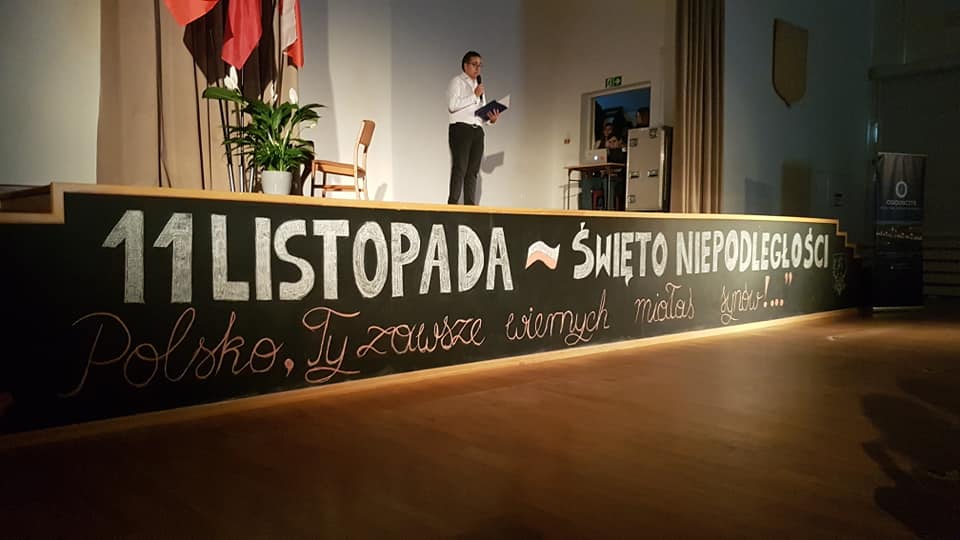 11 LISTOPADA ~ ŚWIĘTO NIEPODLEGŁOŚCI
Polsko, Ty zawsze wiernych miałaś synów!..."